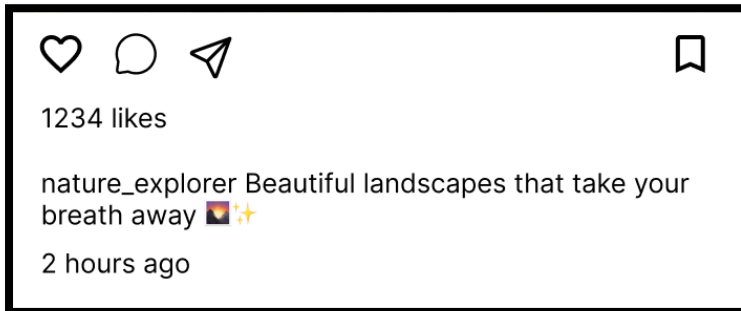 1234 likes
nature_explorer Beautiful landscapes that take your
breath away 🌄✨
2 hours ago